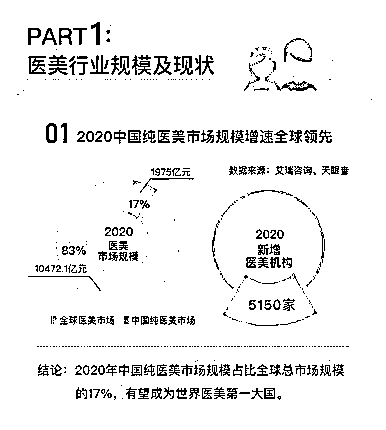 PART1:
医美行业规模及现状
01 2020中国纯医美市场规模增速全球领先
1975亿元
数据来源：艾瑞咨询、天眼查
17%
2020
医美
市场规模
83%
10472.1亿元
2020
新增
医美机构
5150家
全球医美市场 中国纯医美市场
结论：2020年中国纯医美市场规模占比全球总市场规模
的17%，有望成为世界医美第一大国。